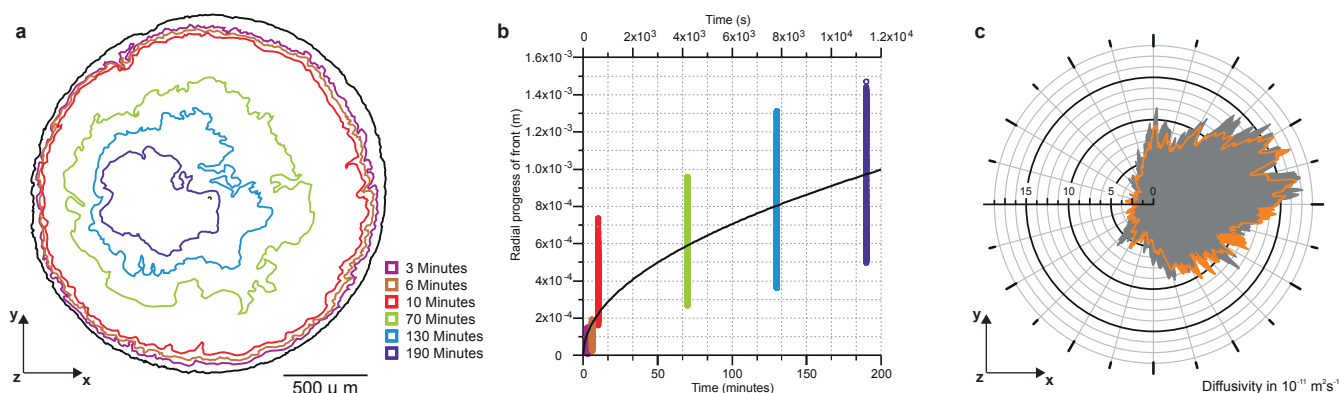 a
3 Minutes
6 Minutes
10 Minutes
70 Minutes
130 Minutes
190 Minutes
y
z
x
500 μ m
b
Time (s)
0 2x10³ 4x10³ 6x10³ 8x10³ 1x10⁴ 1.2x10⁴
1.6x10⁻³
1.4x10⁻³
1.2x10⁻³
1.0x10⁻³
8x10⁻⁴
6x10⁻⁴
4x10⁻⁴
2x10⁻⁴
0
Radial progress of front (m)
0 50 100 150 200
Time (minutes)
c
15 10 5 0
y
z
x
Diffusivity in 10⁻¹¹ m²s⁻¹